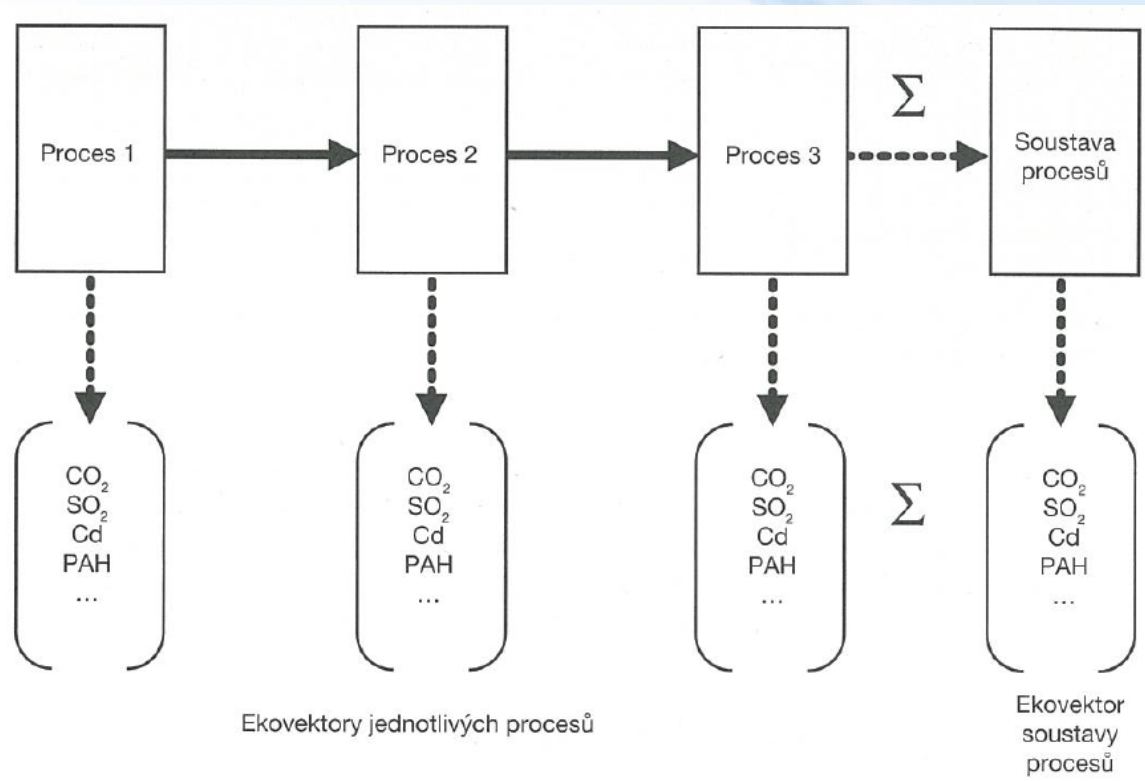 Proces 1
Proces 2
Proces 3
Σ
Soustava
procesů
CO₂
SO₂
Cd
PAH
...
CO₂
SO₂
Cd
PAH
...
CO₂
SO₂
Cd
PAH
...
Σ
CO₂
SO₂
Cd
PAH
...
Ekovektory jednotlivých procesů
Ekovektor
soustavy
procesů